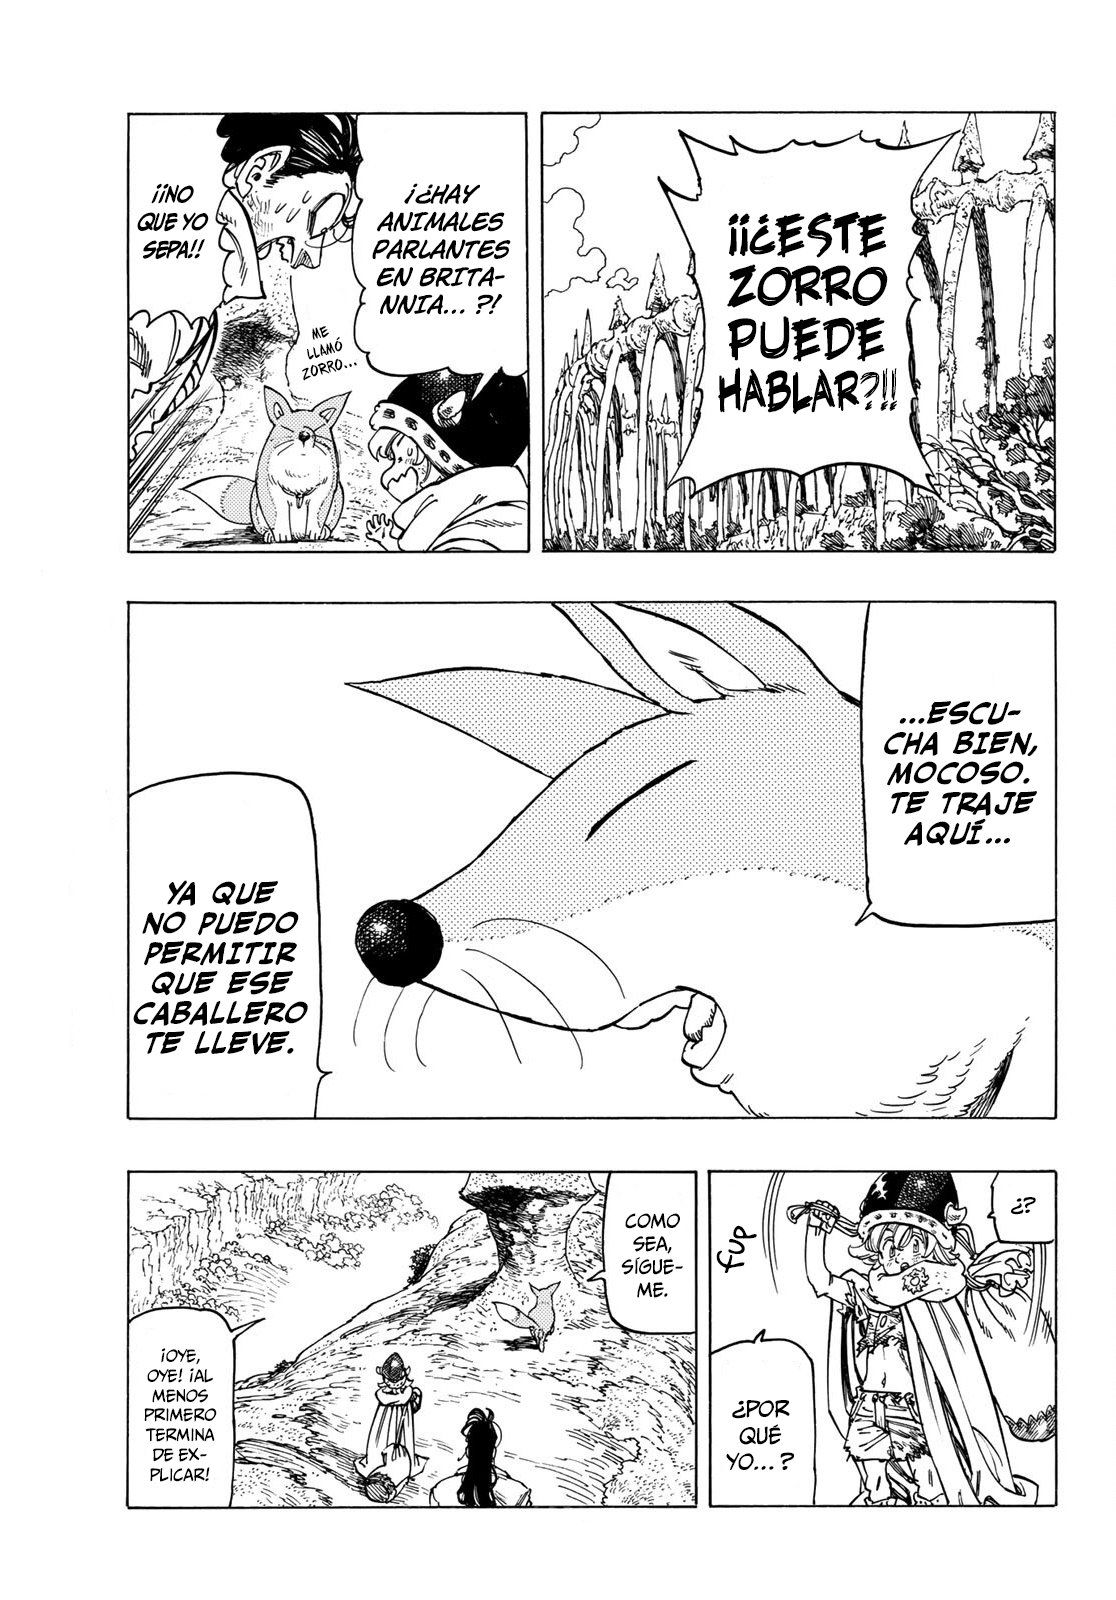 ¡¡¿ESTE
ZORRO
PUEDE
HABLAR?!!
¡¿HAY
ANIMALES
PARLANTES
EN BRITA-
NNIA... ?!
¡¡NO
QUE YO
SEPA!!
ME
LLAMÓ
ZORRO...
...ESCU-
CHA BIEN,
MOCOSO.
TE TRAJE
AQUÍ...
YA QUE
NO PUEDO
PERMITIR
QUE ESE
CABALLERO
TE LLEVE.
¿?
FUP
¿POR
QUÉ
YO...?
COMO
SEA,
SÍGUE-
ME.
¡OYE,
OYE! ¡AL
MENOS
PRIMERO
TERMINA
DE EX-
PLICAR!